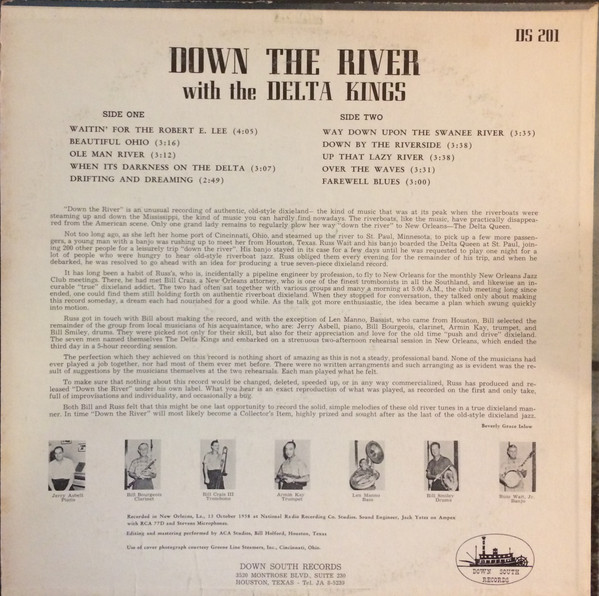 DS 201
DOWN THE RIVER
with the DELTA KINGS
SIDE ONE
WAITIN' FOR THE ROBERT E. LEE (4:05)
BEAUTIFUL OHIO (3:16)
OLE MAN RIVER (3:12)
WHEN ITS DARKNESS ON THE DELTA (3:07)
DRIFTING AND DREAMING (2:49)
SIDE TWO
WAY DOWN UPON THE SWANEE RIVER (3:35)
DOWN BY THE RIVERSIDE (3:38)
UP THAT LAZY RIVER (3:38)
OVER THE WAVES (3:31)
FAREWELL BLUES (3:00)
"Down the River" is an unusual recording of authentic, old-style dixieland— the kind of music that was at its peak when the riverboats were
steaming up and down the Mississippi, the kind of music you can hardly find nowadays. The riverboats, like the music, have practically disappea-
red from the American scene. Only one grand lady remains to regularly plow her way "down the river" to New Orleans—The Delta Queen.
Not too long ago, as she left her home port of Cincinnati, Ohio, and steamed up the river to St. Paul, Minnesota, to pick up a few more passen-
gers, a young man with a banjo was rushing up to meet her from Houston, Texas. Russ Wait and his banjo boarded the Delta Queen at St. Paul, join-
ing 200 other people for a leisurely trip "down the river". His banjo stayed in its case for a few days until he was requested to play one night for a
lot of people who were hungry to hear old-style riverboat jazz. Russ obliged them every evening for the remainder of his trip, and when he
debarked, he was resolved to go ahead with an idea for producing a true seven-piece dixieland record.
It has long been a habit of Russ's, who is, incidentally a pipeline engineer by profession, to fly to New Orleans for the monthly New Orleans Jazz
Club meetings. There, he had met Bill Crais, a New Orleans attorney, who is one of the finest trombonists in all the Southland, and likewise an in-
curable "true" dixieland addict. The two had often sat together with various groups and many a morning at 5:00 A.M., the club meeting long since
ended, one could find them still holding forth on authentic riverboat dixieland. When they stopped for conversation, they talked only about making
this record someday, a dream each had nourished for a good while. As the talk got more enthusiastic, the idea became a plan which swung quickly
into motion.
Russ got in touch with Bill about making the record, and with the exception of Len Manno, Bassist, who came from Houston, Bill selected the
remainder of the group from local musicians of his acquaintance, who are: Jerry Asbell, piano, Bill Bourgeois, clarinet, Armin Kay, trumpet, and
Bill Smiley, drums. They were picked not only for their skill, but also for their appreciation and love for the old time "push and drive" dixieland.
The seven men named themselves The Delta Kings and embarked on a strenuous two-afternoon rehearsal session in New Orleans, which ended the
third day in a 5-hour recording session.
The perfection which they achieved on this record is nothing short of amazing as this is not a steady, professional band. None of the musicians had
ever played a job together, nor had most of them ever met before. There were no written arrangements and such arranging as is evident was the re-
sult of suggestions by the musicians themselves at the two rehearsals. Each man played what he felt.
To make sure that nothing about this record would be changed, deleted, speeded up, or in any way commercialized, Russ has produced and re-
leased "Down the River" under his own label. What you hear is an exact reproduction of what was played, as recorded on the first and only take,
full of improvizations and individuality, and occasionally a bug.
Both Bill and Russ felt that this might be one last opportunity to record the solid, simple melodies of these old river tunes in a true dixieland man-
ner. In time "Down the River" will most likely become a Collector's Item, highly prized and sought after as the last of the old-style dixieland jazz.
Beverly Grace Inlow
Jerry Asbell
Piano
Bill Bourgeois
Clarinet
Bill Crais III
Trombone
Armin Kay
Trumpet
Len Manno
Bass
Bill Smiley
Drums
Russ Wait, Jr.
Banjo
Recorded in New Orleans, La., 11 October 1958 at National Radio Recording Co. Studios. Sound Engineer, Jack Yates on Ampex
with RCA 77D and Stevens Microphones.
Editing and mastering performed by ACA Studios, Bill Holford, Houston, Texas
Use of cover photograph courtesy Greene Line Steamers, Inc., Cincinnati, Ohio.
DOWN SOUTH RECORDS
3520 MONTROSE BLVD., SUITE 230
HOUSTON, TEXAS - Tel. JA 8-5239
DOWN SOUTH
RECORDS